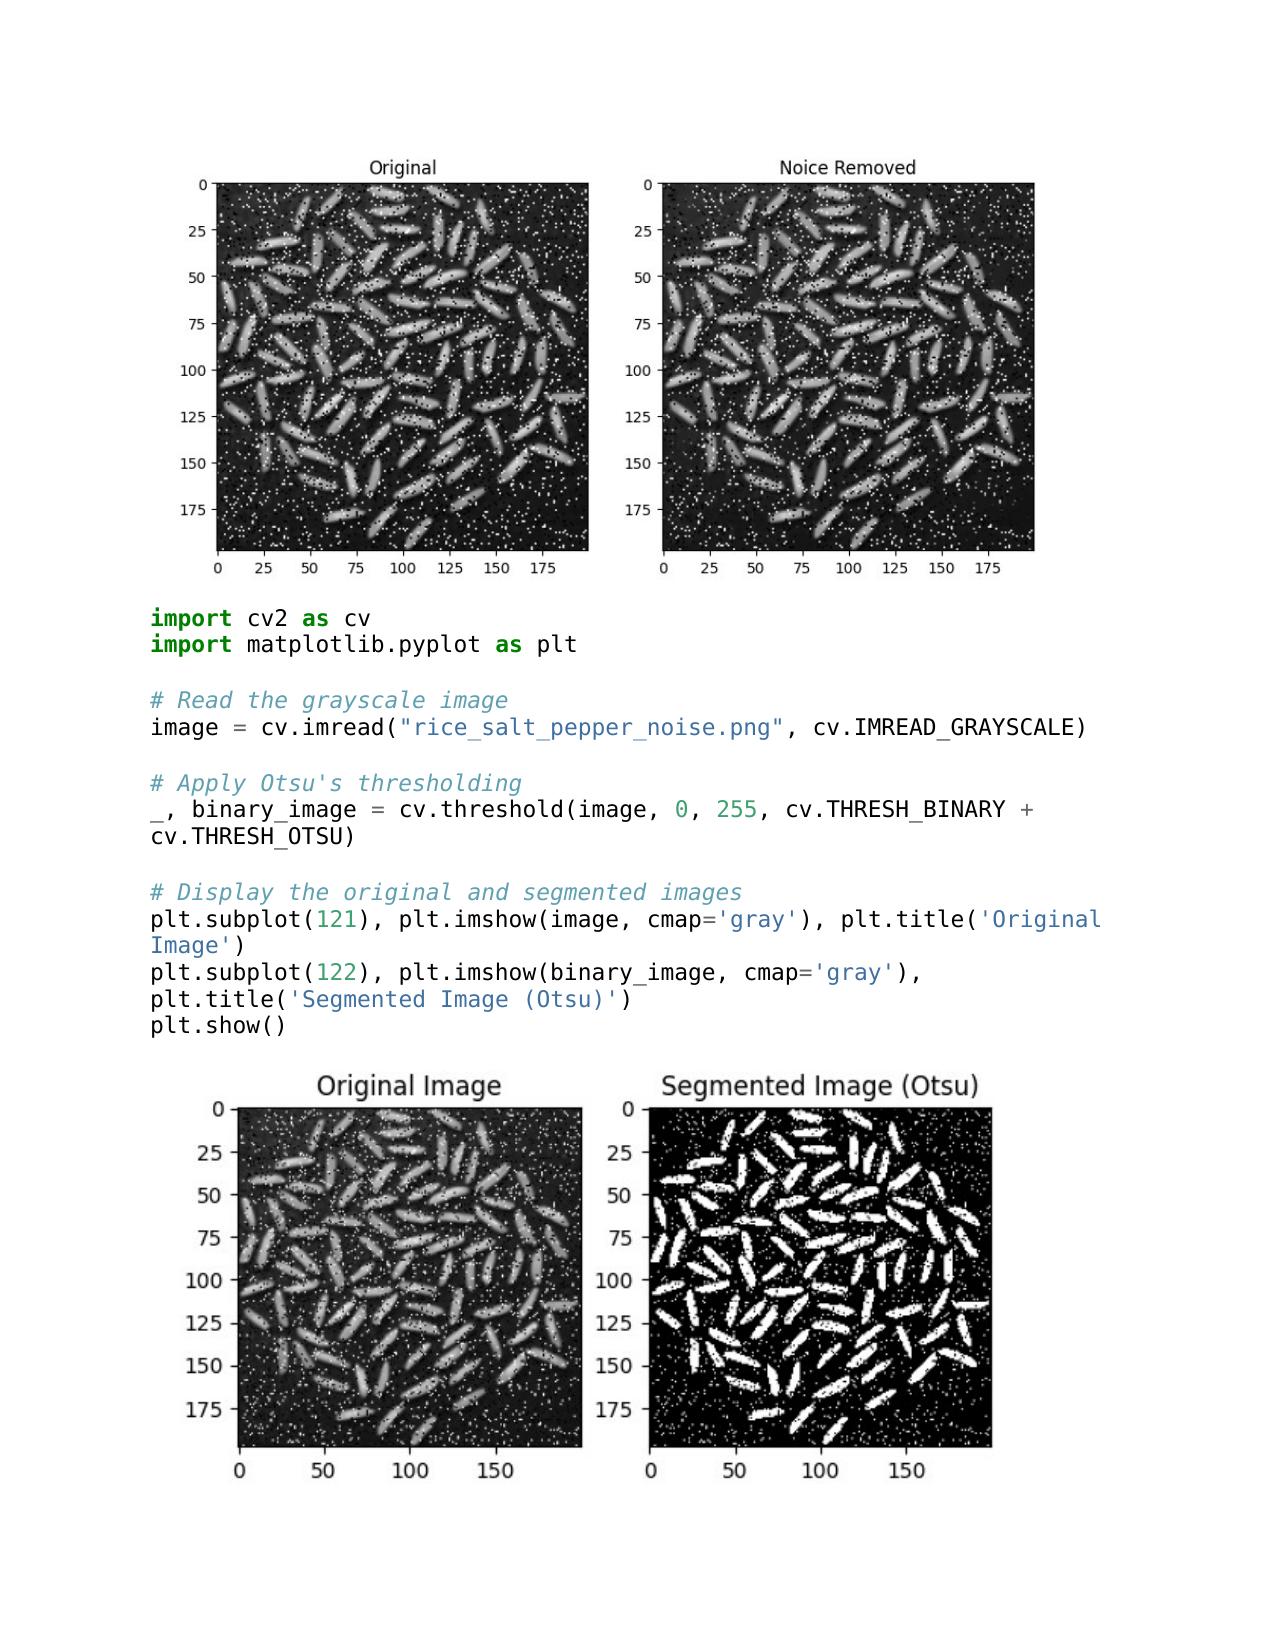 Original
Noice Removed
0
25
50
75
100
125
150
175
0 25 50 75 100 125 150 175
0
25
50
75
100
125
150
175
0 25 50 75 100 125 150 175
import cv2 as cv
import matplotlib.pyplot as plt
# Read the grayscale image
image = cv.imread("rice_salt_pepper_noise.png", cv.IMREAD_GRAYSCALE)
# Apply Otsu's thresholding
_, binary_image = cv.threshold(image, 0, 255, cv.THRESH_BINARY +
cv.THRESH_OTSU)
# Display the original and segmented images
plt.subplot(121), plt.imshow(image, cmap='gray'), plt.title('Original
Image')
plt.subplot(122), plt.imshow(binary_image, cmap='gray'),
plt.title('Segmented Image (Otsu)')
plt.show()
Original Image
Segmented Image (Otsu)
0
25
50
75
100
125
150
175
0 50 100 150
0
25
50
75
100
125
150
175
0 50 100 150